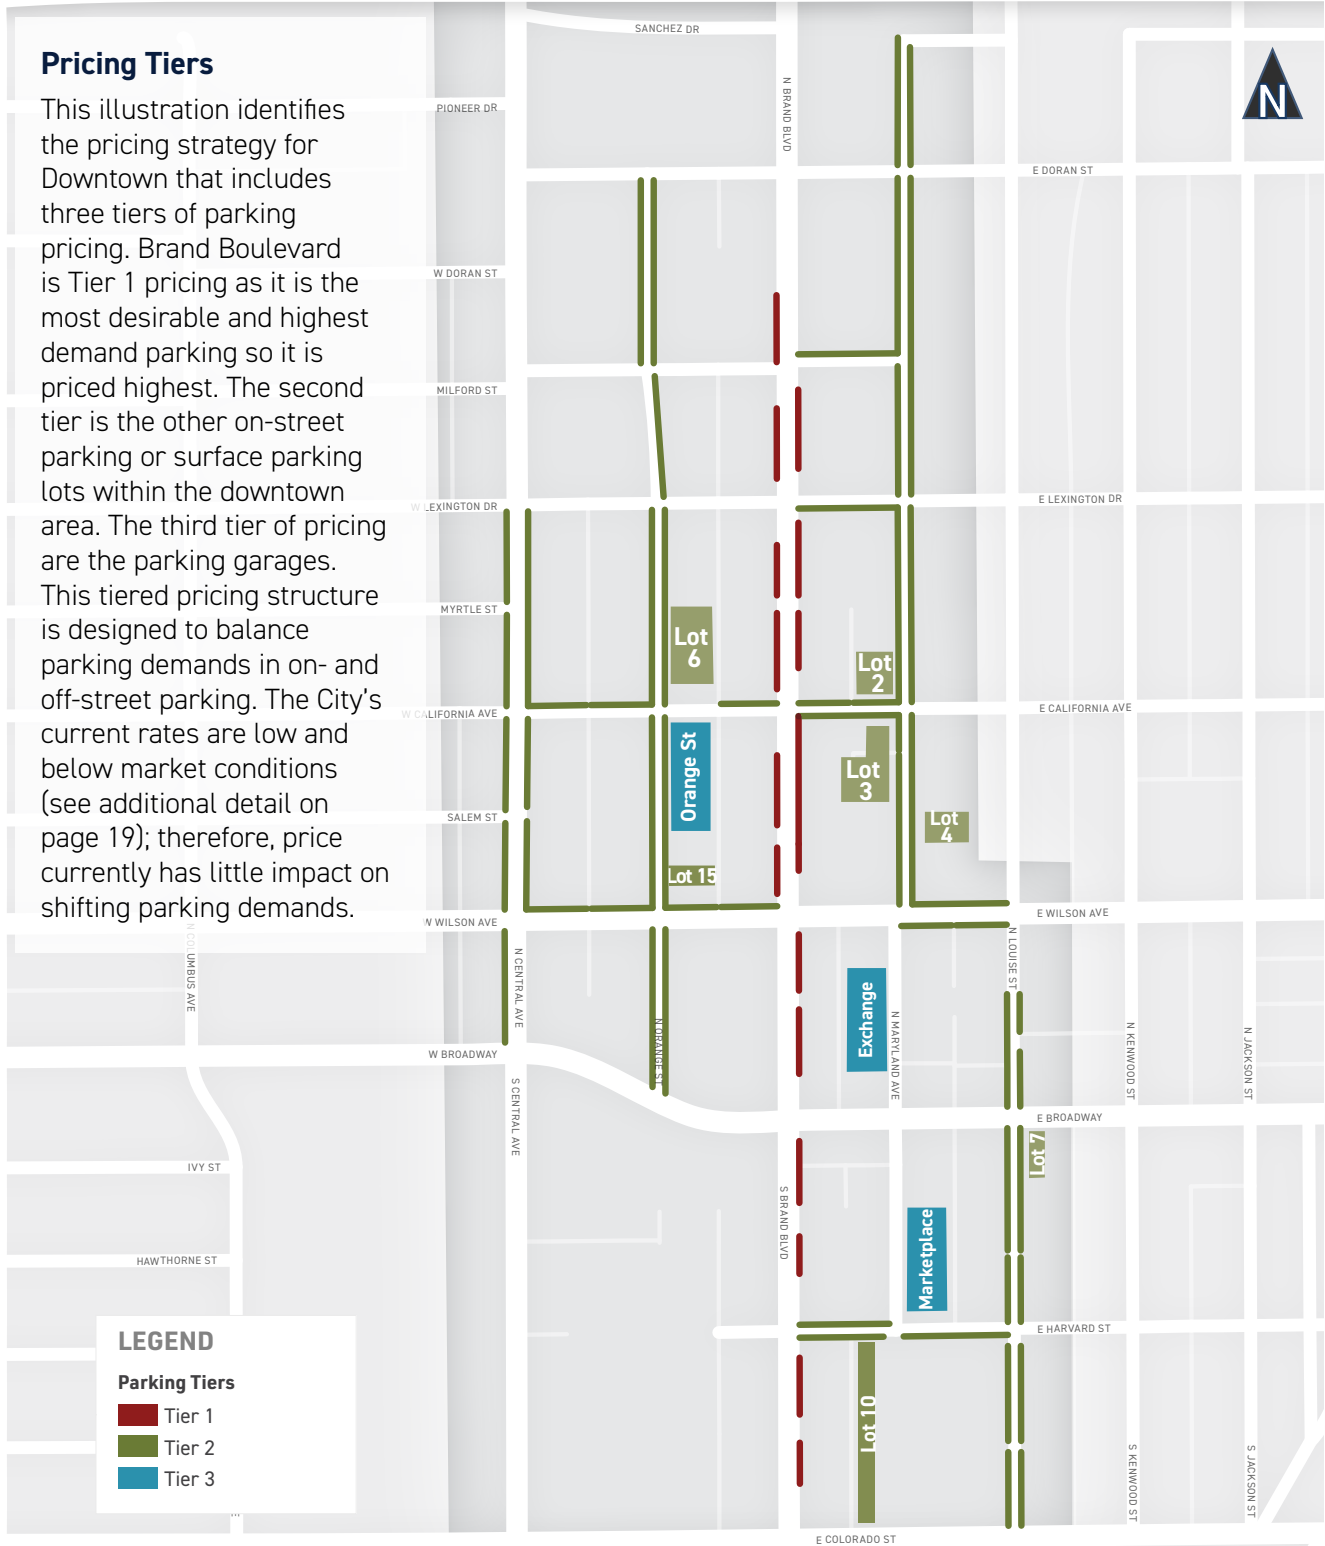 Pricing Tiers
This illustration identifies
the pricing strategy for
Downtown that includes
three tiers of parking
pricing. Brand Boulevard
is Tier 1 pricing as it is the
most desirable and highest
demand parking so it is
priced highest. The second
tier is the other on-street
parking or surface parking
lots within the downtown
area. The third tier of pricing
are the parking garages.
This tiered pricing structure
is designed to balance
parking demands in on- and
off-street parking. The City's
current rates are low and
below market conditions
(see additional detail on
page 19); therefore, price
currently has little impact on
shifting parking demands.
SANCHEZ DR
N BRAND BLVD
N
PIONEER DR
E DORAN ST
W DORAN ST
MILFORD ST
W LEXINGTON DR
E LEXINGTON DR
MYRTLE ST
Lot
6
Lot
2
W CALIFORNIA AVE
E CALIFORNIA AVE
Orange St
Lot
3
SALEM ST
Lot
4
Lot 15
W WILSON AVE
E WILSON AVE
N COLUMBUS AVE
N CENTRAL AVE
N LOUISE ST
Exchange
N ORANGE ST
N MARYLAND AVE
N KENWOOD ST
N JACKSON ST
W BROADWAY
S CENTRAL AVE
E BROADWAY
Lot 7
IVY ST
S BRAND BLVD
Marketplace
HAWTHORNE ST
E HARVARD ST
LEGEND
Parking Tiers
Tier 1
Tier 2
Tier 3
Lot 10
S KENWOOD ST
S JACKSON ST
E COLORADO ST